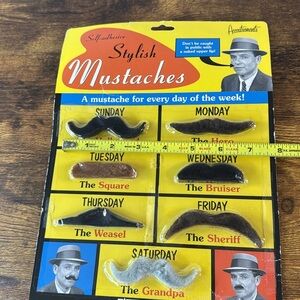 Self-adhesive
Stylish
Mustaches
Accoutrements
Don't be caught
in public with
a naked upper lip!
A mustache for every day of the week!
SUNDAY
MONDAY
TUESDAY
WEDNESDAY
The Square
The Bruiser
THURSDAY
FRIDAY
The Weasel
The Sheriff
SATURDAY
The Grandpa